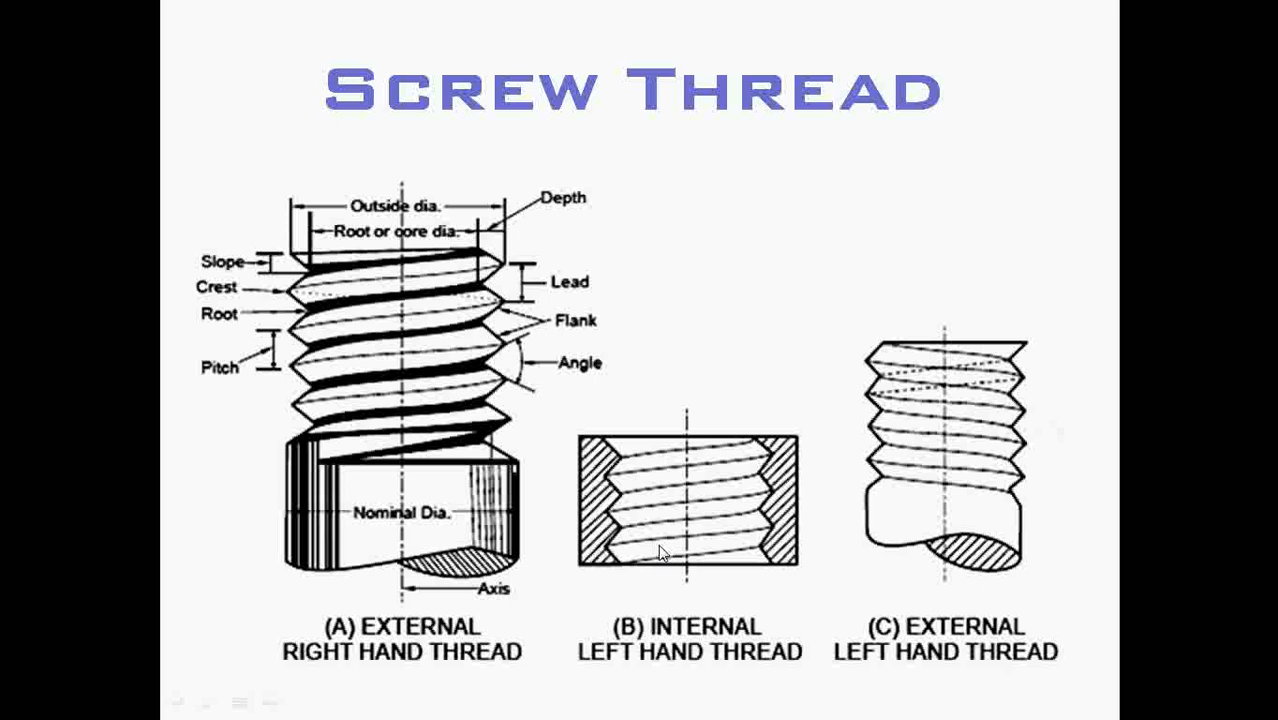 SCREW THREAD
Outside dia.
Depth
Root or core dia.
Slope
Crest
Lead
Root
Flank
Pitch
Angle
Nominal Dia.
Axis
(A) EXTERNAL
RIGHT HAND THREAD
(B) INTERNAL
LEFT HAND THREAD
(C) EXTERNAL
LEFT HAND THREAD